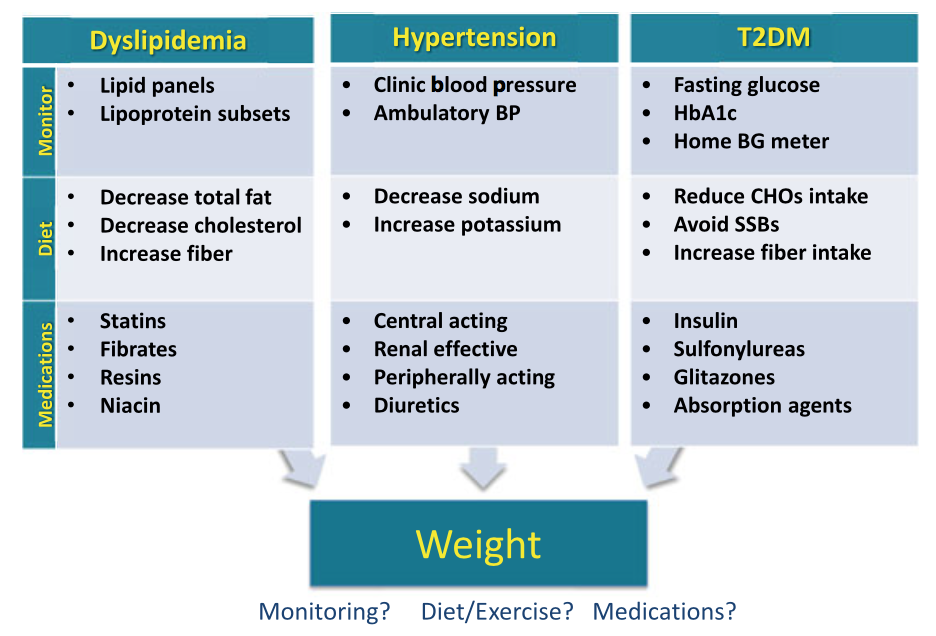 Dyslipidemia
Hypertension
T2DM
Monitor
• Lipid panels
• Lipoprotein subsets
• Clinic blood pressure
• Ambulatory BP
• Fasting glucose
• HbA1c
• Home BG meter
Diet
• Decrease total fat
• Decrease cholesterol
• Increase fiber
• Decrease sodium
• Increase potassium
• Reduce CHOs intake
• Avoid SSBs
• Increase fiber intake
Medications
• Statins
• Fibrates
• Resins
• Niacin
• Central acting
• Renal effective
• Peripherally acting
• Diuretics
• Insulin
• Sulfonylureas
• Glitazones
• Absorption agents
Weight
Monitoring? Diet/Exercise? Medications?